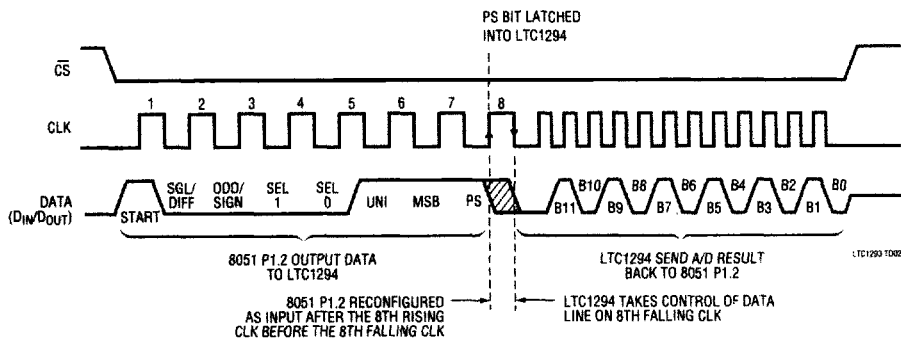 PS BIT LATCHED
INTO LTC1294
CS
1 2 3 4 5 6 7 8
CLK
DATA
(DIN/DOUT)
START
SGL/
DIFF
ODD/
SIGN
SEL
1
SEL
0
UNI
MSB
PS
B11
B10
B9
B8
B7
B6
B5
B4
B3
B2
B1
B0
8051 P1.2 OUTPUT DATA
TO LTC1294
LTC1294 SEND A/D RESULT
BACK TO 8051 P1.2
LTC1293 TD02
8051 P1.2 RECONFIGURED
AS INPUT AFTER THE 8TH RISING
CLK BEFORE THE 8TH FALLING CLK
LTC1294 TAKES CONTROL OF DATA
LINE ON 8TH FALLING CLK